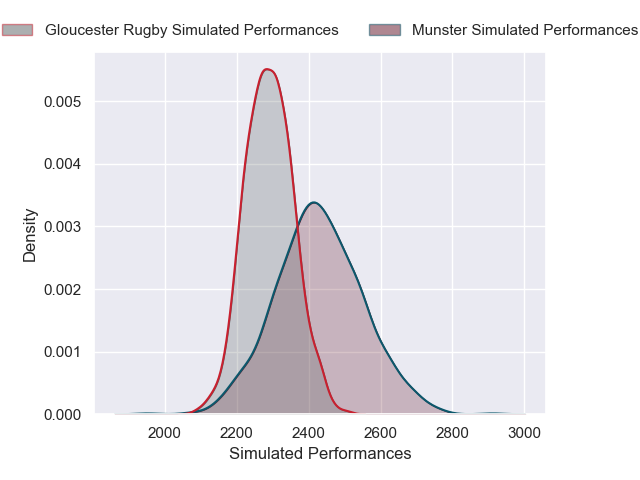 Gloucester Rugby Simulated Performances Munster Simulated Performances
0.005
0.004
0.003
0.002
0.001
0.000
Density
2000 2200 2400 2600 2800 3000
Simulated Performances